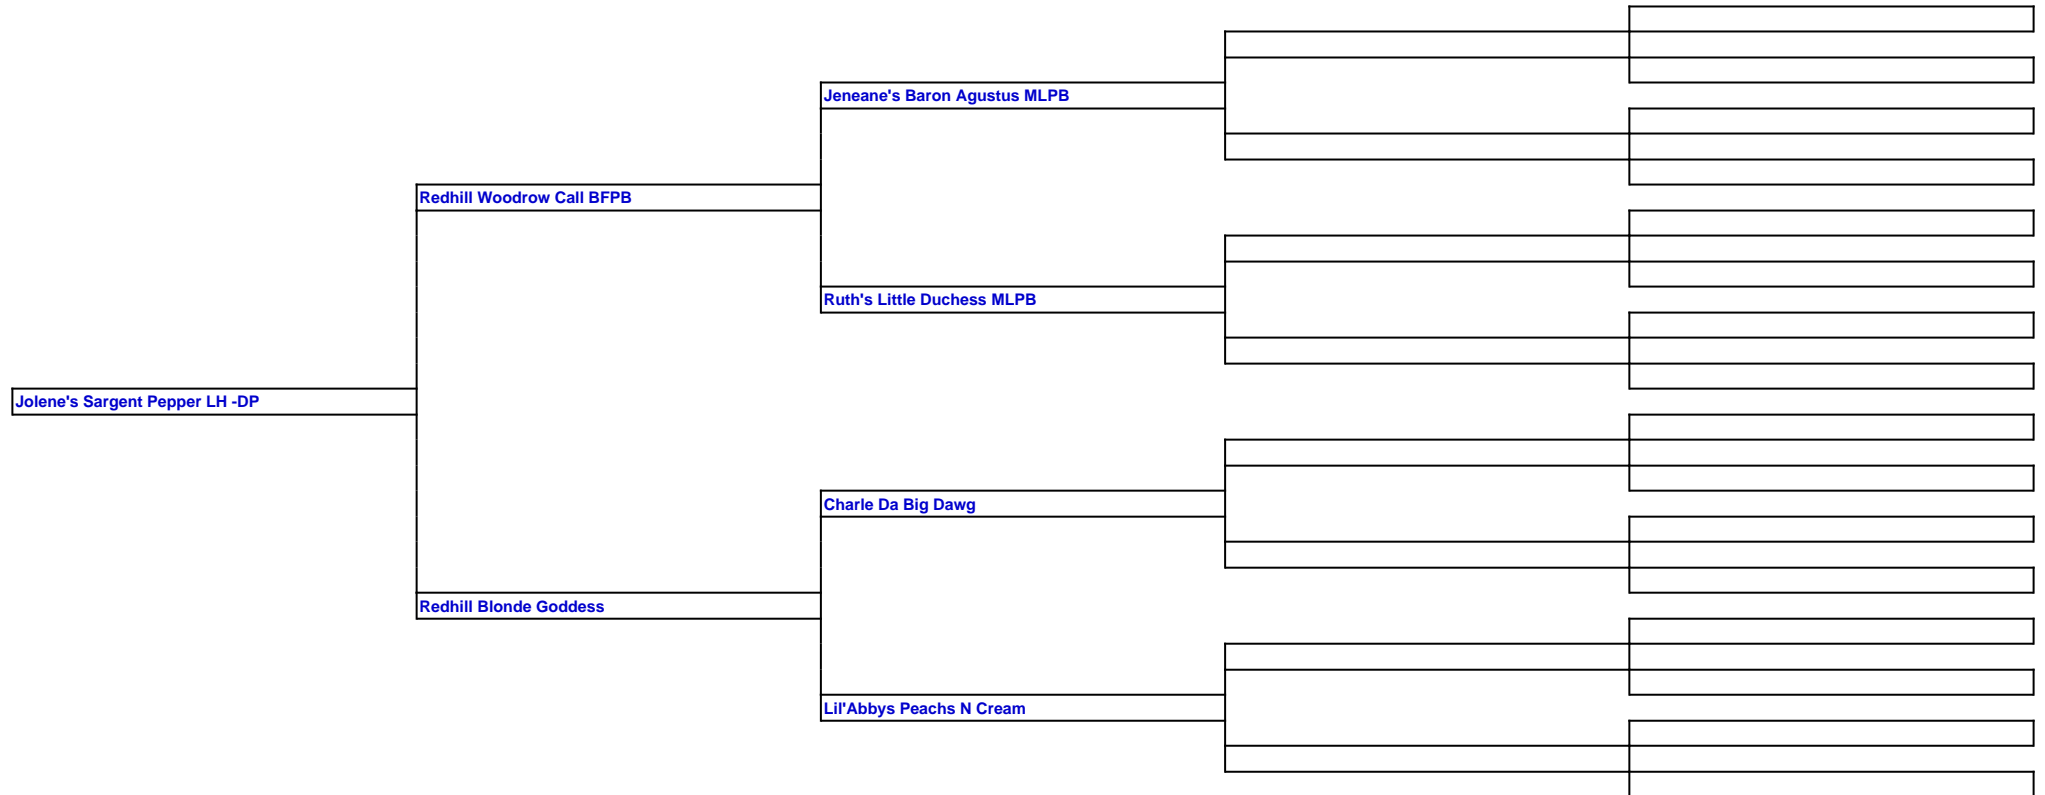 Jeneane's Baron Agustus MLPB
Redhill Woodrow Call BFPB
Ruth's Little Duchess MLPB
Jolene's Sargent Pepper LH -DP
Charle Da Big Dawg
Redhill Blonde Goddess
Lil'Abbys Peachs N Cream